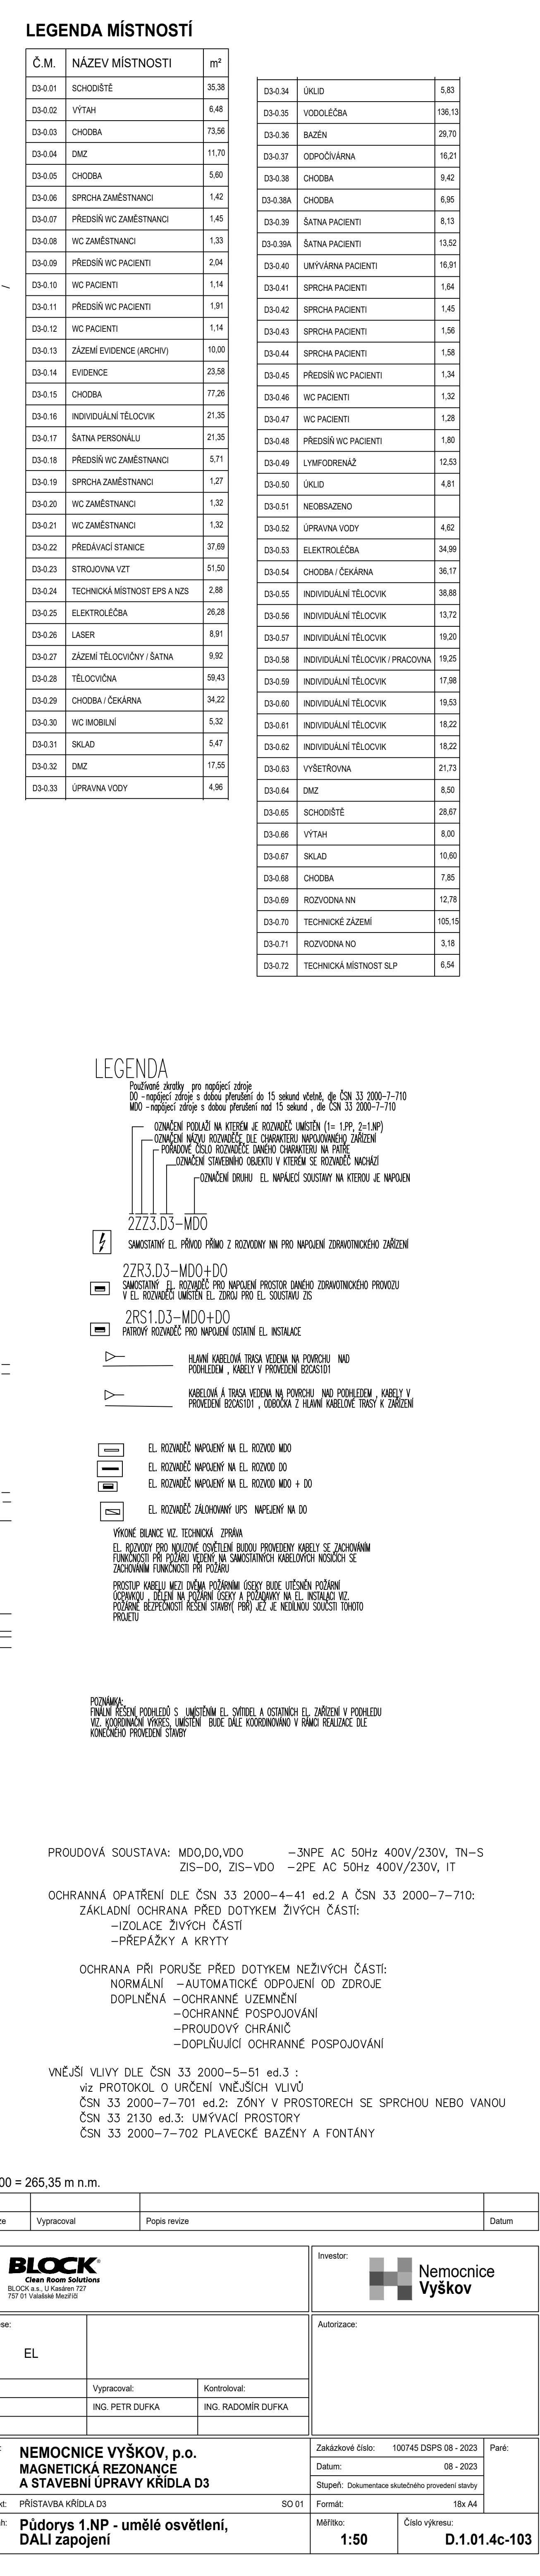 LEGENDA MÍSTNOSTÍ
Č.M. NÁZEV MÍSTNOSTI m²
D3-0.01 SCHODIŠTĚ 35,38
D3-0.02 VÝTAH 6,48
D3-0.03 CHODBA 73,56
D3-0.04 DMZ 11,70
D3-0.05 CHODBA 5,60
D3-0.06 SPRCHA ZAMĚSTNANCI 1,42
D3-0.07 PŘEDSÍŇ WC ZAMĚSTNANCI 1,45
D3-0.08 WC ZAMĚSTNANCI 1,33
D3-0.09 PŘEDSÍŇ WC PACIENTI 2,04
D3-0.10 WC PACIENTI 1,14
D3-0.11 PŘEDSÍŇ WC PACIENTI 1,91
D3-0.12 WC PACIENTI 1,14
D3-0.13 ZÁZEMÍ EVIDENCE (ARCHIV) 10,00
D3-0.14 EVIDENCE 23,58
D3-0.15 CHODBA 77,26
D3-0.16 INDIVIDUÁLNÍ TĚLOCVIK 21,35
D3-0.17 ŠATNA PERSONÁLU 21,35
D3-0.18 PŘEDSÍŇ WC ZAMĚSTNANCI 5,71
D3-0.19 SPRCHA ZAMĚSTNANCI 1,27
D3-0.20 WC ZAMĚSTNANCI 1,32
D3-0.21 WC ZAMĚSTNANCI 1,32
D3-0.22 PŘEDÁVACÍ STANICE 37,69
D3-0.23 STROJOVNA VZT 51,50
D3-0.24 TECHNICKÁ MÍSTNOST EPS A NZS 2,88
D3-0.25 ELEKTROLÉČBA 26,28
D3-0.26 LASER 8,91
D3-0.27 ZÁZEMÍ TĚLOCVIČNY / ŠATNA 9,92
D3-0.28 TĚLOCVIČNA 59,43
D3-0.29 CHODBA / ČEKÁRNA 34,22
D3-0.30 WC IMOBILNÍ 5,32
D3-0.31 SKLAD 5,47
D3-0.32 DMZ 17,55
D3-0.33 ÚPRAVNA VODY 4,96
D3-0.34 ÚKLID 5,83
D3-0.35 VODOLÉČBA 136,13
D3-0.36 BAZÉN 29,70
D3-0.37 ODPOČÍVÁRNA 16,21
D3-0.38 CHODBA 9,42
D3-0.38A CHODBA 6,95
D3-0.39 ŠATNA PACIENTI 8,13
D3-0.39A ŠATNA PACIENTI 13,52
D3-0.40 UMÝVÁRNA PACIENTI 16,91
D3-0.41 SPRCHA PACIENTI 1,64
D3-0.42 SPRCHA PACIENTI 1,45
D3-0.43 SPRCHA PACIENTI 1,56
D3-0.44 SPRCHA PACIENTI 1,58
D3-0.45 PŘEDSÍŇ WC PACIENTI 1,34
D3-0.46 WC PACIENTI 1,32
D3-0.47 WC PACIENTI 1,28
D3-0.48 PŘEDSÍŇ WC PACIENTI 1,80
D3-0.49 LYMFODRENÁŽ 12,53
D3-0.50 ÚKLID 4,81
D3-0.51 NEOBSAZENO
D3-0.52 ÚPRAVNA VODY 4,62
D3-0.53 ELEKTROLÉČBA 34,99
D3-0.54 CHODBA / ČEKÁRNA 36,17
D3-0.55 INDIVIDUÁLNÍ TĚLOCVIK 38,88
D3-0.56 INDIVIDUÁLNÍ TĚLOCVIK 13,72
D3-0.57 INDIVIDUÁLNÍ TĚLOCVIK 19,20
D3-0.58 INDIVIDUÁLNÍ TĚLOCVIK / PRACOVNA 19,25
D3-0.59 INDIVIDUÁLNÍ TĚLOCVIK 17,98
D3-0.60 INDIVIDUÁLNÍ TĚLOCVIK 19,53
D3-0.61 INDIVIDUÁLNÍ TĚLOCVIK 18,22
D3-0.62 INDIVIDUÁLNÍ TĚLOCVIK 18,22
D3-0.63 VYŠETŘOVNA 21,73
D3-0.64 DMZ 8,50
D3-0.65 SCHODIŠTĚ 28,67
D3-0.66 VÝTAH 8,00
D3-0.67 SKLAD 10,60
D3-0.68 CHODBA 7,85
D3-0.69 ROZVODNA NN 12,78
D3-0.70 TECHNICKÉ ZÁZEMÍ 105,15
D3-0.71 ROZVODNA NO 3,18
D3-0.72 TECHNICKÁ MÍSTNOST SLP 6,54
LEGENDA
Používané zkratky pro napájecí zdroje
DO -napájecí zdroje s dobou přerušení do 15 sekund včetně, dle ČSN 33 2000-7-710
MDO -napájecí zdroje s dobou přerušení nad 15 sekund , dle ČSN 33 2000-7-710
OZNAČENÍ PODLAŽÍ NA KTERÉM JE ROZVADĚČ UMÍSTĚN (1= 1.PP, 2=1.NP)
OZNAČENÍ NÁZVU ROZVADĚČE DLE CHARAKTERU NAPOJOVANÉHO ZAŘÍZENÍ
POŘADOVÉ ČÍSLO ROZVADĚČE DANÉHO CHARAKTERU NA PATŘE
OZNAČENÍ STAVEBNÍHO OBJEKTU V KTERÉM SE ROZVADĚČ NACHÁZÍ
OZNAČENÍ DRUHU EL. NAPÁJECÍ SOUSTAVY NA KTEROU JE NAPOJEN
2ZZ3.D3-MDO
SAMOSTATNÝ EL. PŘÍVOD PŘÍMO Z ROZVODNY NN PRO NAPOJENÍ ZDRAVOTNICKÉHO ZAŘÍZENÍ
2ZR3.D3-MDO+DO
SAMOSTATNÝ EL. ROZVADĚČ PRO NAPOJENÍ PROSTOR DANÉHO ZDRAVOTNICKÉHO PROVOZU
V EL. ROZVADĚČI UMÍSTĚN EL. ZDROJ PRO EL. SOUSTAVU ZIS
2RS1.D3-MDO+DO
PATROVÝ ROZVADĚČ PRO NAPOJENÍ OSTATNÍ EL. INSTALACE
HLAVNÍ KABELOVÁ TRASA VEDENA NA POVRCHU NAD
PODHLEDEM , KABELY V PROVEDENÍ B2CAS1D1
KABELOVÁ Á TRASA VEDENA NA POVRCHU NAD PODHLEDEM , KABELY V
PROVEDENÍ B2CAS1D1 , ODBOČKA Z HLAVNÍ KABELOVÉ TRASY K ZAŘÍZENÍ
EL. ROZVADĚČ NAPOJENÝ NA EL. ROZVOD MDO
EL. ROZVADĚČ NAPOJENÝ NA EL. ROZVOD DO
EL. ROZVADĚČ NAPOJENÝ NA EL. ROZVOD MDO + DO
EL. ROZVADĚČ ZÁLOHOVANÝ UPS NAPEJENÝ NA DO
VÝKONÉ BILANCE VIZ. TECHNICKÁ ZPRÁVA
EL. ROZVODY PRO NOUZOVÉ OSVĚTLENÍ BUDOU PROVEDENY KABELY SE ZACHOVÁNÍM
FUNKČNOSTI PŘI POŽÁRU VEDENÝ NA SAMOSTATNÝCH KABELOVÝCH NOSIČÍCH SE
ZACHOVÁNÍM FUNKČNOSTI PŘI POŽÁRU
PROSTUP KABELU MEZI DVĚMA POŽÁRNÍMI ÚSEKY BUDE UTĚSNĚN POŽÁRNÍ
ÚCPÁVKOU , DĚLENÍ NA POŽÁRNÍ ÚSEKY A POŽADAVKY NA EL. INSTALACI VIZ.
POŽÁRNĚ BEZPEČNOSTÍ ŘEŠENÍ STAVBY( PBŘ) JEŽ JE NEDÍLNOU SOUČSTI TOHOTO
PROJETU
POZNÁMKA:
FINÁLNÍ ŘEŠENÍ PODHLEDŮ S UMÍSTĚNÍM EL. SVÍTIDEL A OSTATNÍCH EL. ZAŘÍZENÍ V PODHLEDU
VIZ. KOORDINAČNÍ VÝKRES, UMÍSTĚNÍ BUDE DÁLE KOORDINOVÁNO V RÁMCI REALIZACE DLE
KONEČNÉHO PROVEDENÍ STAVBY
PROUDOVÁ SOUSTAVA: MDO,DO,VDO -3NPE AC 50Hz 400V/230V, TN-S
ZIS-DO, ZIS-VDO -2PE AC 50Hz 400V/230V, IT
OCHRANNÁ OPATŘENÍ DLE ČSN 33 2000-4-41 ed.2 A ČSN 33 2000-7-710:
ZÁKLADNÍ OCHRANA PŘED DOTYKEM ŽIVÝCH ČÁSTÍ:
-IZOLACE ŽIVÝCH ČÁSTÍ
-PŘEPÁŽKY A KRYTY
OCHRANA PŘI PORUŠE PŘED DOTYKEM NEŽIVÝCH ČÁSTÍ:
NORMÁLNÍ -AUTOMATICKÉ ODPOJENÍ OD ZDROJE
DOPLNĚNÁ -OCHRANNÉ UZEMNĚNÍ
-OCHRANNÉ POSPOJOVÁNÍ
-PROUDOVÝ CHRÁNIČ
-DOPLŇUJÍCÍ OCHRANNÉ POSPOJOVÁNÍ
VNĚJŠÍ VLIVY DLE ČSN 33 2000-5-51 ed.3 :
viz PROTOKOL O URČENÍ VNĚJŠÍCH VLIVŮ
ČSN 33 2000-7-701 ed.2: ZÓNY V PROSTORECH SE SPRCHOU NEBO VANOU
ČSN 33 2130 ed.3: UMÝVACÍ PROSTORY
ČSN 33 2000-7-702 PLAVECKÉ BAZÉNY A FONTÁNY
00 = 265,35 m n.m.
ze Vypracoval Popis revize Datum
BLOCK®
Clean Room Solutions
BLOCK a.s., U Kasáren 727
757 01 Valašské Meziříčí
Investor:
Nemocnice
Vyškov
se:
EL
Autorizace:
Vypracoval: Kontroloval:
ING. PETR DUFKA ING. RADOMÍR DUFKA
NEMOCNICE VYŠKOV, p.o.
MAGNETICKÁ REZONANCE
A STAVEBNÍ ÚPRAVY KŘÍDLA D3
Zakázkové číslo: 100745 DSPS 08 - 2023 Paré:
Datum: 08 - 2023
Stupeň: Dokumentace skutečného provedení stavby
kt: PŘÍSTAVBA KŘÍDLA D3 SO 01
Formát: 18x A4
h: Půdorys 1.NP - umělé osvětlení,
DALI zapojení
Měřítko: Číslo výkresu:
1:50 D.1.01.4c-103